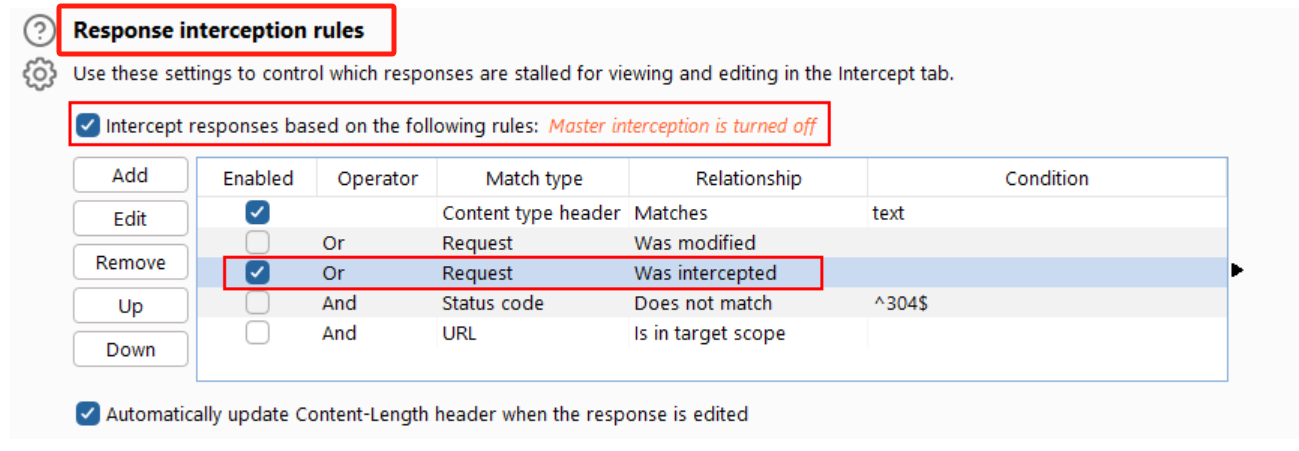 Response interception rules
Use these settings to control which responses are stalled for viewing and editing in the Intercept tab.
Intercept responses based on the following rules: Master interception is turned off
Add
Edit
Remove
Up
Down
Enabled Operator Match type Relationship Condition
Content type header Matches text
Or Request Was modified
Or Request Was intercepted
And Status code Does not match ^304$
And URL Is in target scope
Automatically update Content-Length header when the response is edited